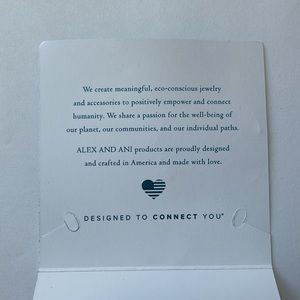 We create meaningful, eco-conscious jewelry
and accessories to positively empower and connect
humanity. We share a passion for the well-being of
our planet, our communities, and our individual paths.
ALEX AND ANI products are proudly designed
and crafted in America and made with love.
DESIGNED TO CONNECT YOU®